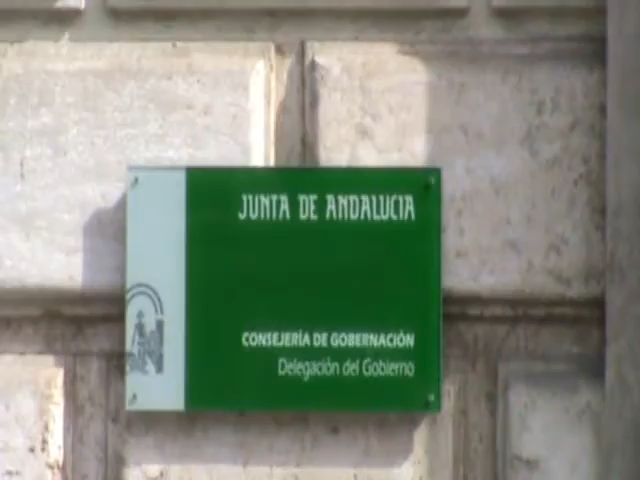 JUNTA DE ANDALUCIA
CONSEJERÍA DE GOBERNACIÓN
Delegación del Gobierno